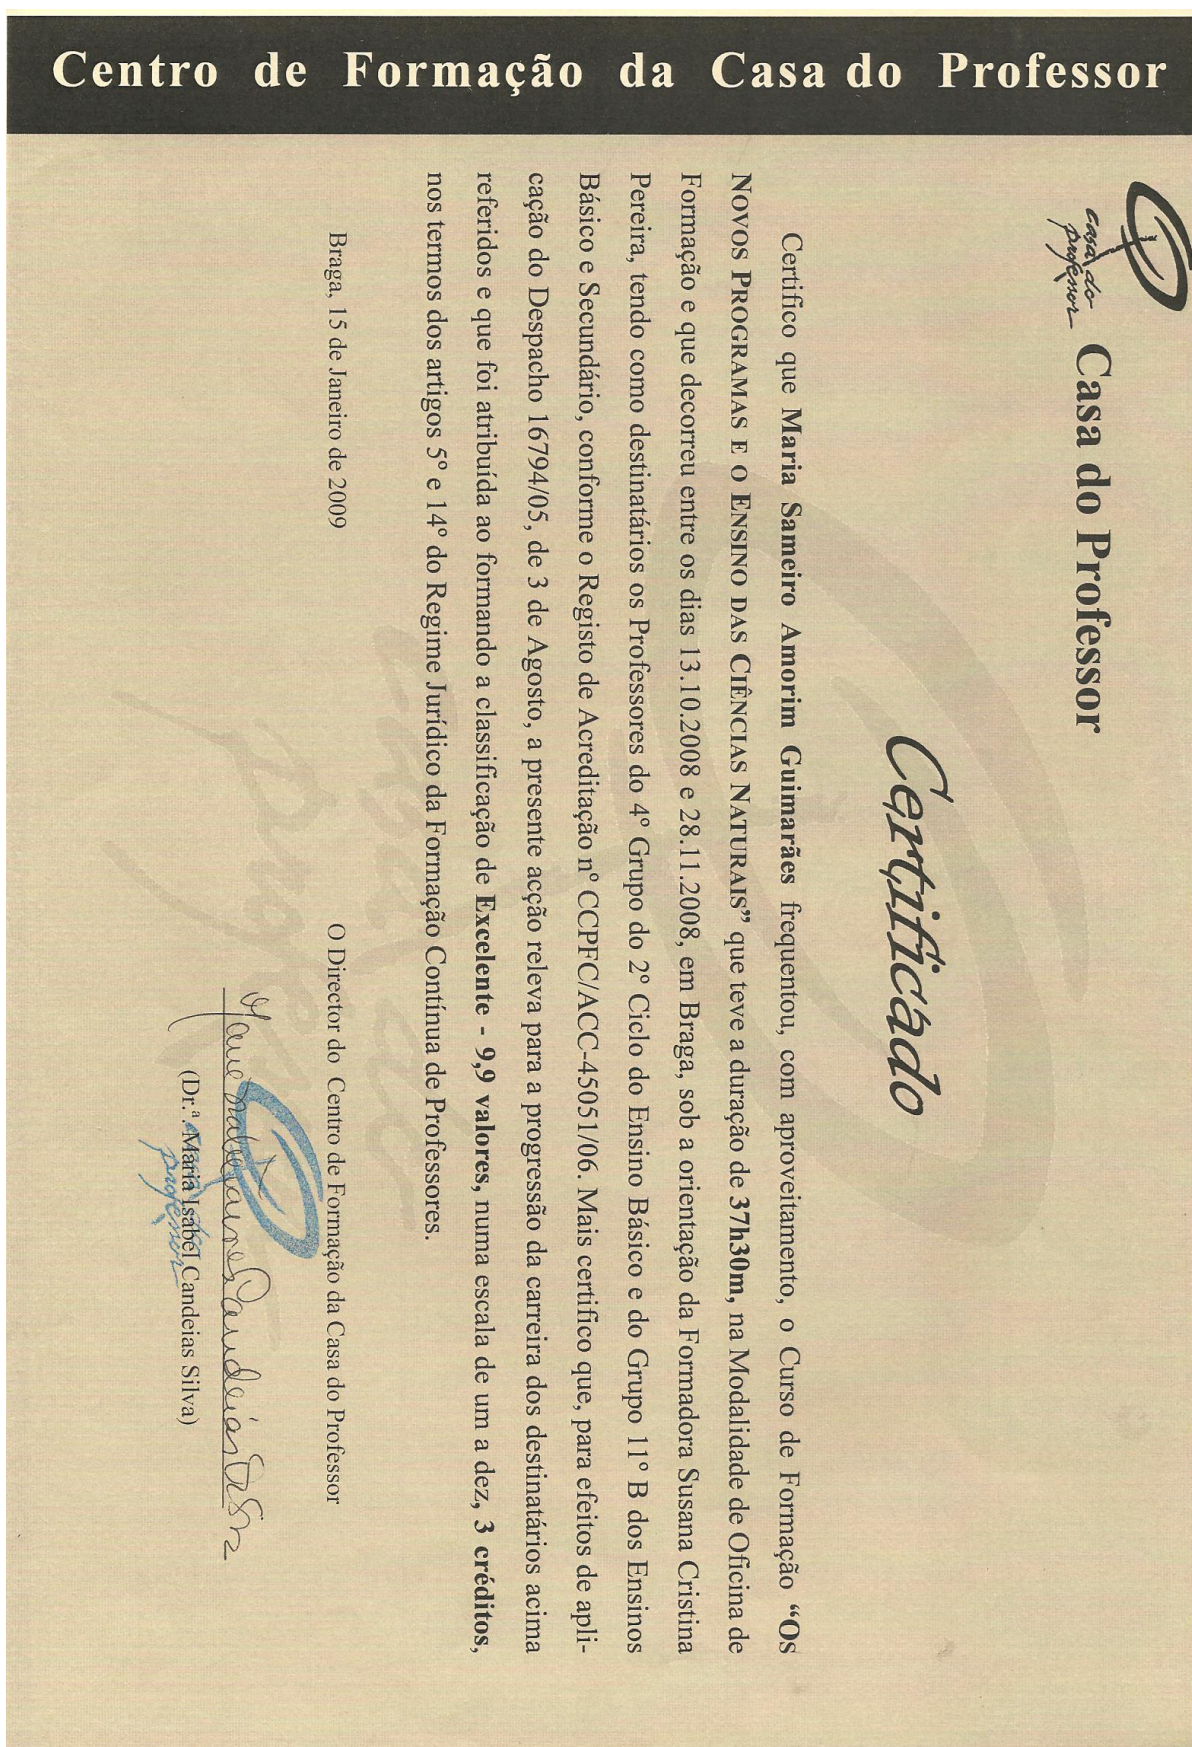 Centro de Formação da Casa do Professor
casa do
professor
Casa do Professor
Certificado
Certifico que Maria Sameiro Amorim Guimarães frequentou, com aproveitamento, o Curso de Formação “OS
NOVOS PROGRAMAS E O ENSINO DAS CIÊNCIAS NATURAIS” que teve a duração de 37h30m, na Modalidade de Oficina de
Formação e que decorreu entre os dias 13.10.2008 e 28.11.2008, em Braga, sob a orientação da Formadora Susana Cristina
Pereira, tendo como destinatários os Professores do 4º Grupo do 2º Ciclo do Ensino Básico e do Grupo 11º B dos Ensinos
Básico e Secundário, conforme o Registo de Acreditação nº CCPFC/ACC-45051/06. Mais certifico que, para efeitos de apli-
cação do Despacho 16794/05, de 3 de Agosto, a presente acção releva para a progressão da carreira dos destinatários acima
referidos e que foi atribuída ao formando a classificação de Excelente - 9,9 valores, numa escala de um a dez, 3 créditos,
nos termos dos artigos 5º e 14º do Regime Jurídico da Formação Contínua de Professores.
Braga, 15 de Janeiro de 2009
O Director do Centro de Formação da Casa do Professor
(Dr.ª Maria Isabel Candeias Silva)
casa do
professor